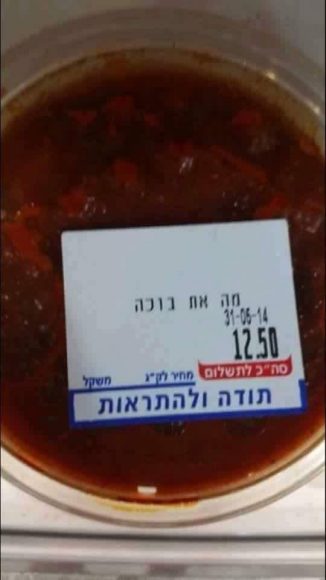 מה את בוכה
31-06-14
12.50
סה"כ לתשלום
מחיר לק"ג
משקל
תודה ולהתראות